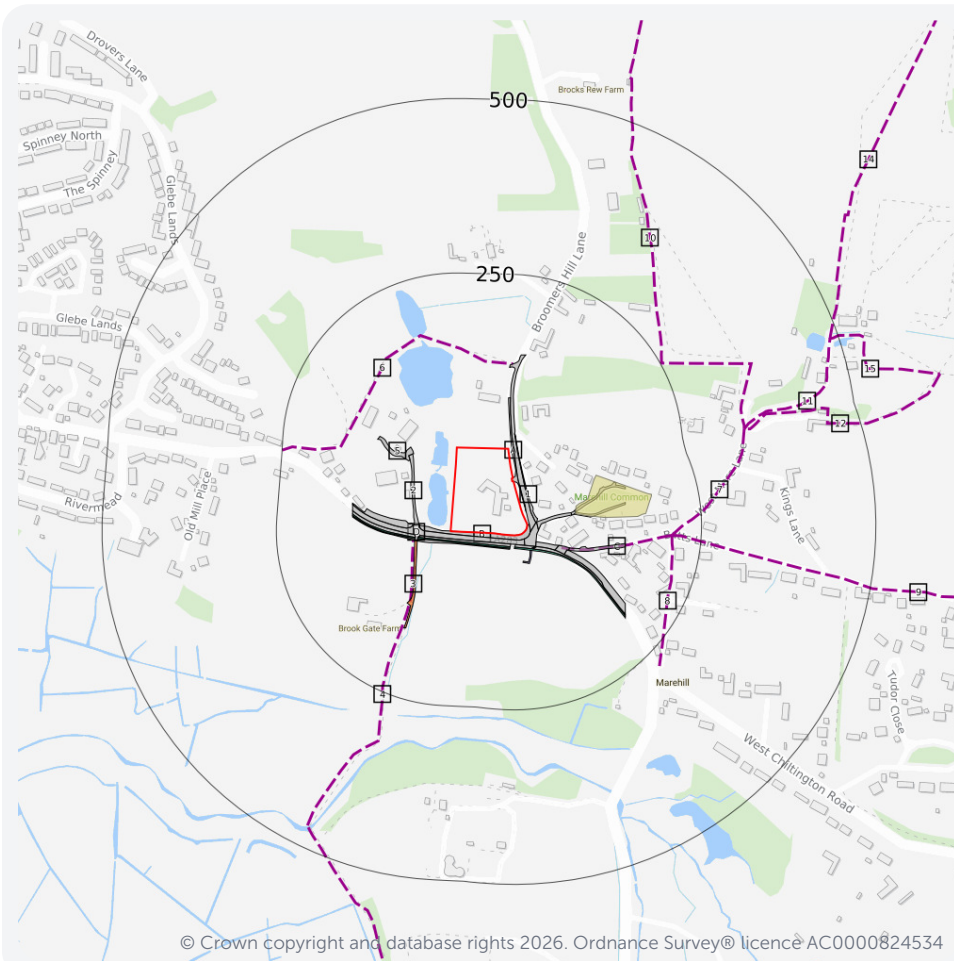 Drovers Lane
500
Brocks Rew Farm
Spinney North
The Spinney
14
Glebe Lands
10
Broomers Hill Lane
250
Glebe Lands
6
15
11
12
5
Rivermead
Old Mill Place
Marehill Common
Kings Lane
3
8
9
Brook Gate Farm
4
Marehill
Tudor Close
West Chiltington Road
© Crown copyright and database rights 2026. Ordnance Survey® licence AC0000824534